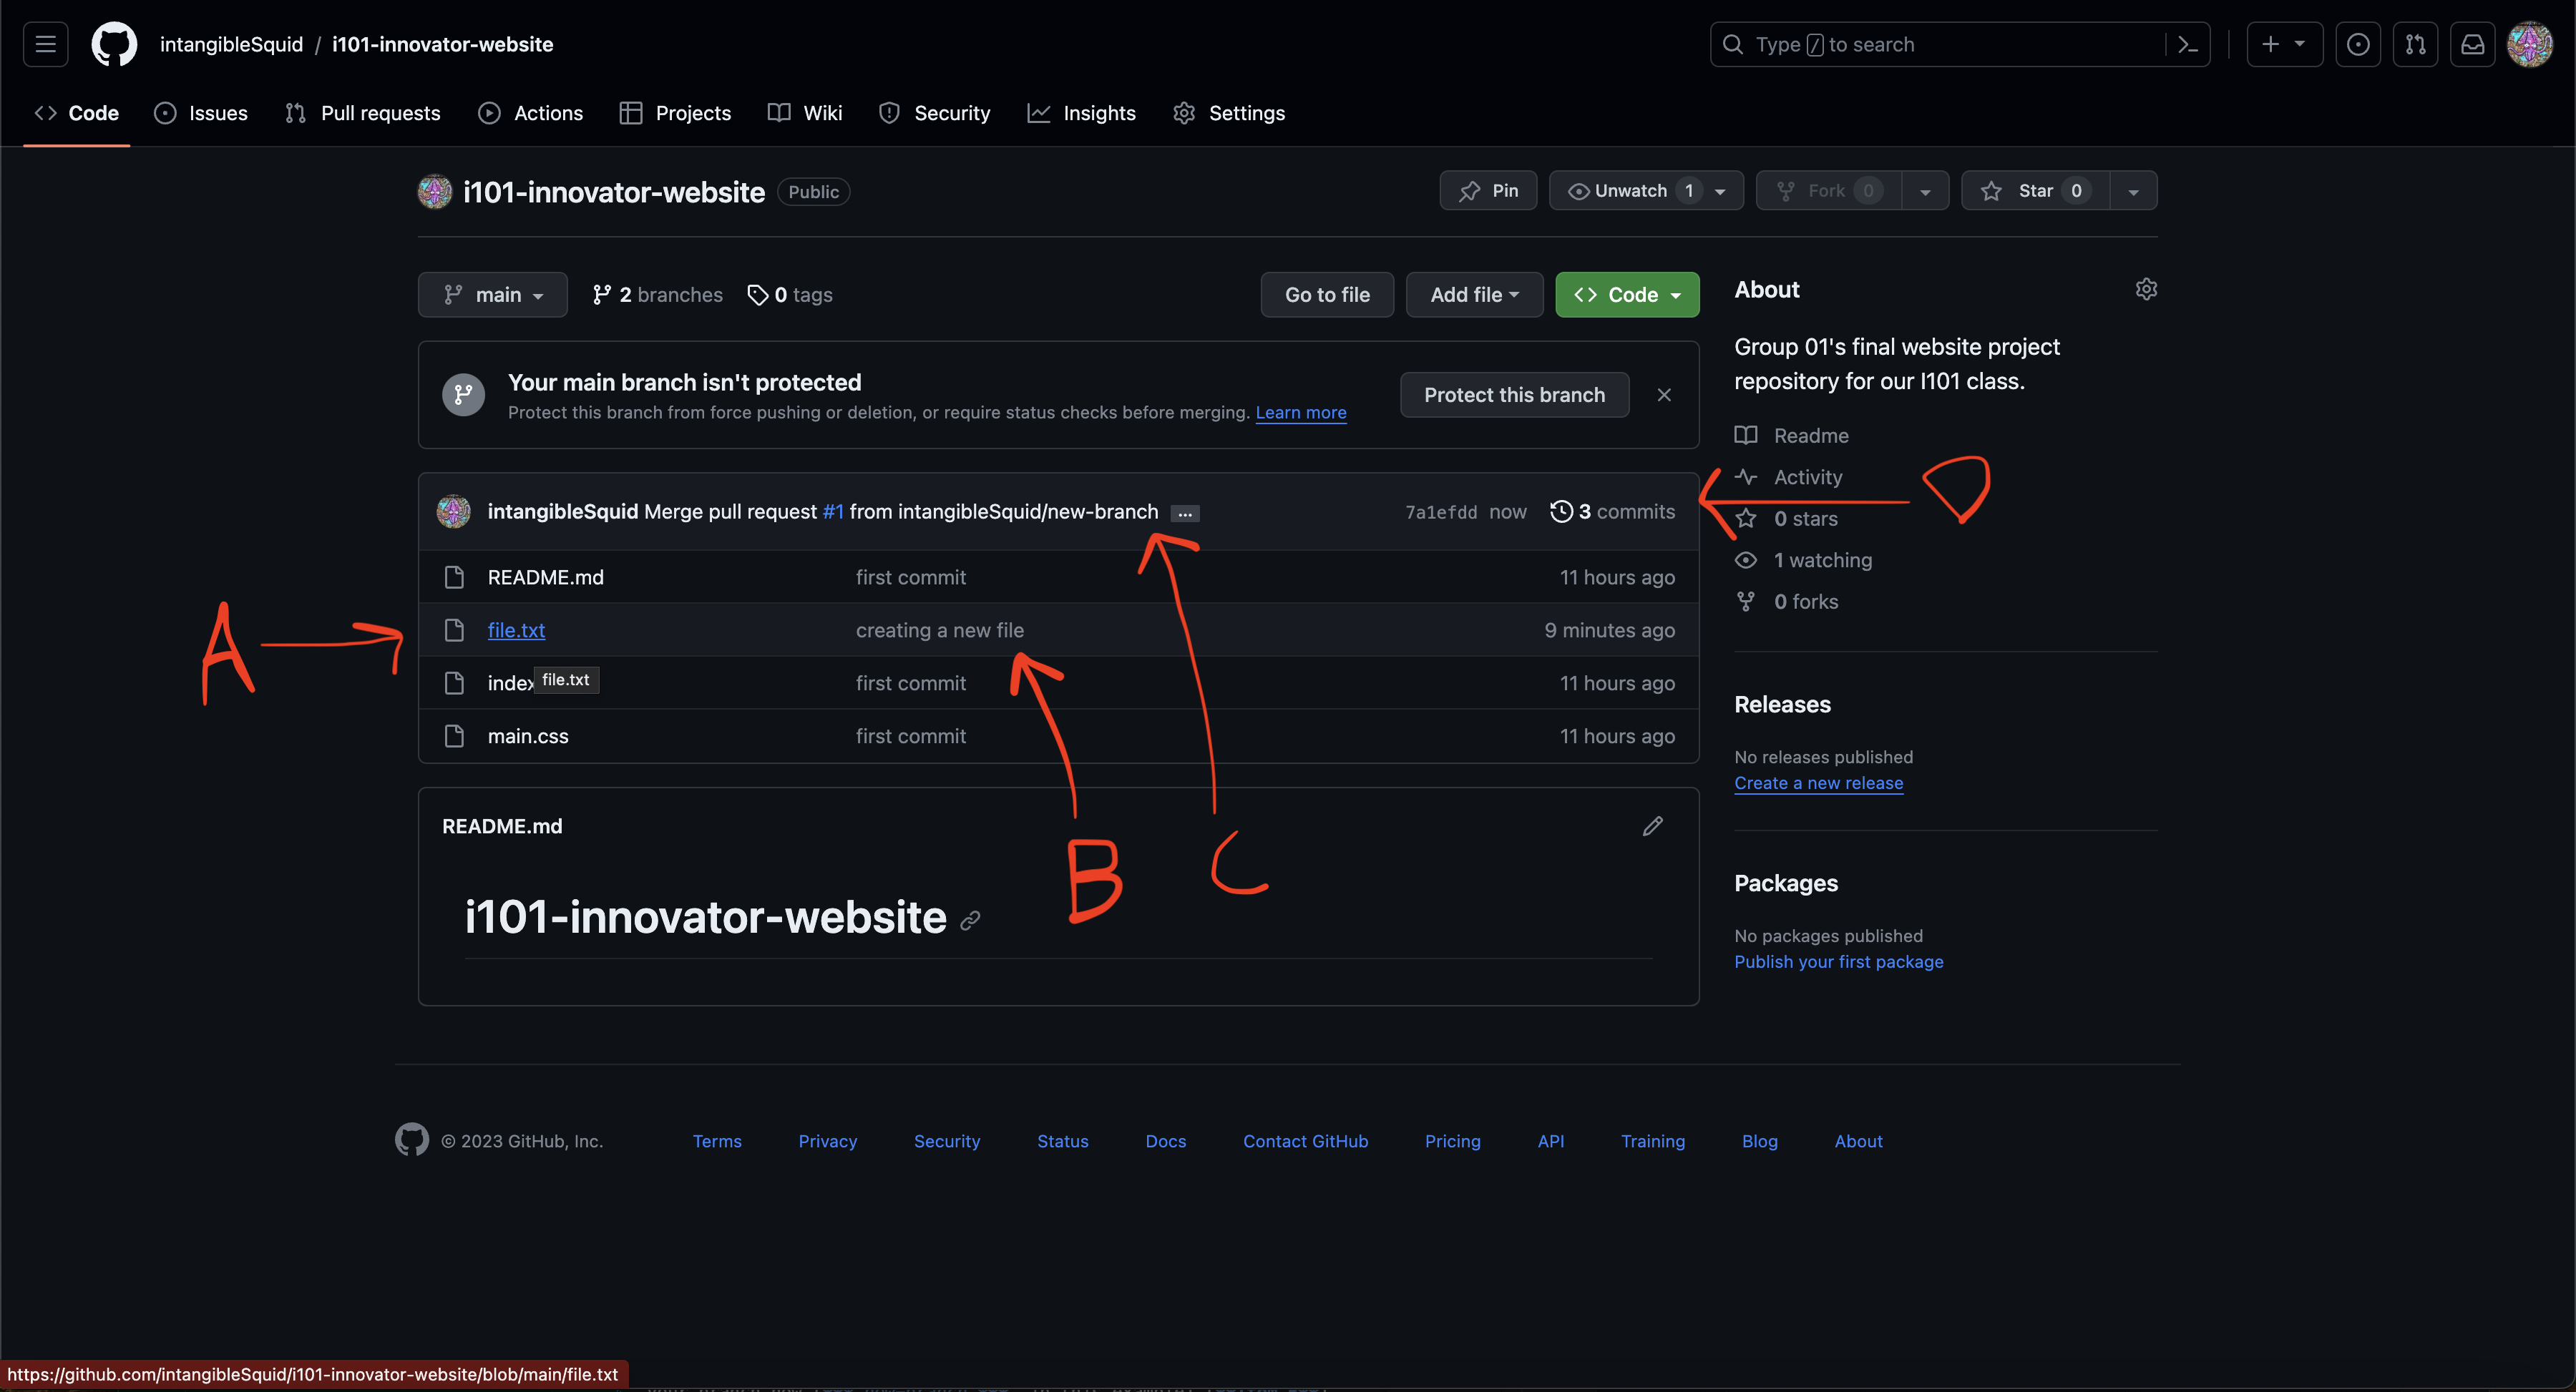 intangibleSquid / i101-innovator-website
Type / to search
Code Issues Pull requests Actions Projects Wiki Security Insights Settings
i101-innovator-website Public
Pin Unwatch 1 Fork 0 Star 0
main 2 branches 0 tags
Go to file Add file Code
Your main branch isn't protected
Protect this branch from force pushing or deletion, or require status checks before merging. Learn more
Protect this branch
intangibleSquid Merge pull request #1 from intangibleSquid/new-branch ... 7a1efdd now 3 commits
README.md first commit 11 hours ago
file.txt creating a new file 9 minutes ago
index first commit 11 hours ago
file.txt
main.css first commit 11 hours ago
A
B
C
D
README.md
i101-innovator-website
About
Group 01's final website project
repository for our I101 class.
Readme
Activity
0 stars
1 watching
0 forks
Releases
No releases published
Create a new release
Packages
No packages published
Publish your first package
© 2023 GitHub, Inc. Terms Privacy Security Status Docs Contact GitHub Pricing API Training Blog About
https://github.com/intangibleSquid/i101-innovator-website/blob/main/file.txt